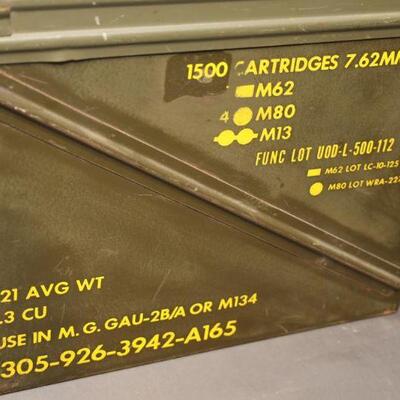 1500 CARTRIDGES 7.62MM
M62
4 M80
M13
FUNC LOT UOD-L-500-112
M62 LOT LC-10-125
M80 LOT WRA-22
21 AVG WT
.3 CU
USE IN M. G. GAU-2B/A OR M134
305-926-3942-A165